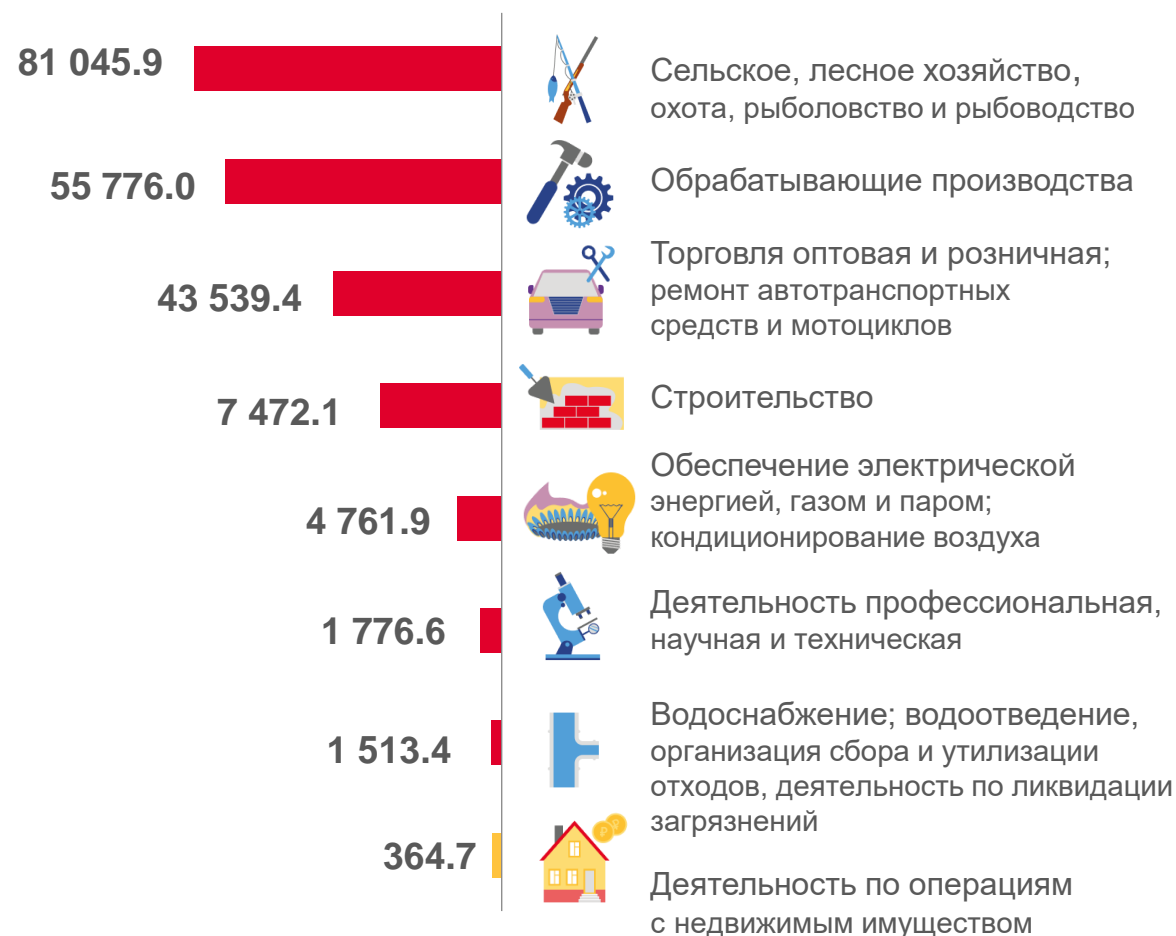 81 045.9
Сельское, лесное хозяйство,
охота, рыболовство и рыбоводство
55 776.0
Обрабатывающие производства
43 539.4
Торговля оптовая и розничная;
ремонт автотранспортных
средств и мотоциклов
7 472.1
Строительство
4 761.9
Обеспечение электрической
энергией, газом и паром;
кондиционирование воздуха
1 776.6
Деятельность профессиональная,
научная и техническая
1 513.4
Водоснабжение; водоотведение,
организация сбора и утилизации
отходов, деятельность по ликвидации
загрязнений
364.7
Деятельность по операциям
с недвижимым имуществом